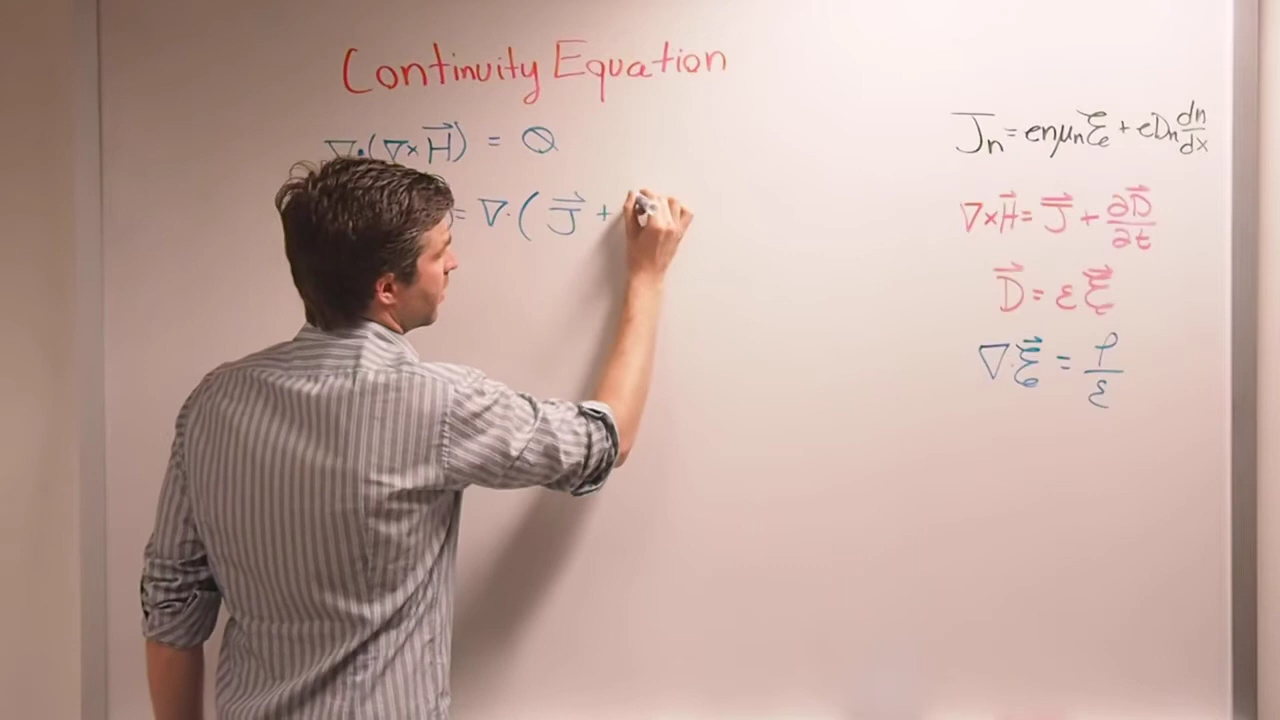 Continuity Equation
∇·(∇×H⃗) = 0
= ∇·( J⃗ +
Jn = enμnℰ⃗ + eDn dn/dx
∇×H⃗ = J⃗ + ∂D⃗/∂t
D⃗ = εℰ⃗
∇·ℰ⃗ = ρ/ε